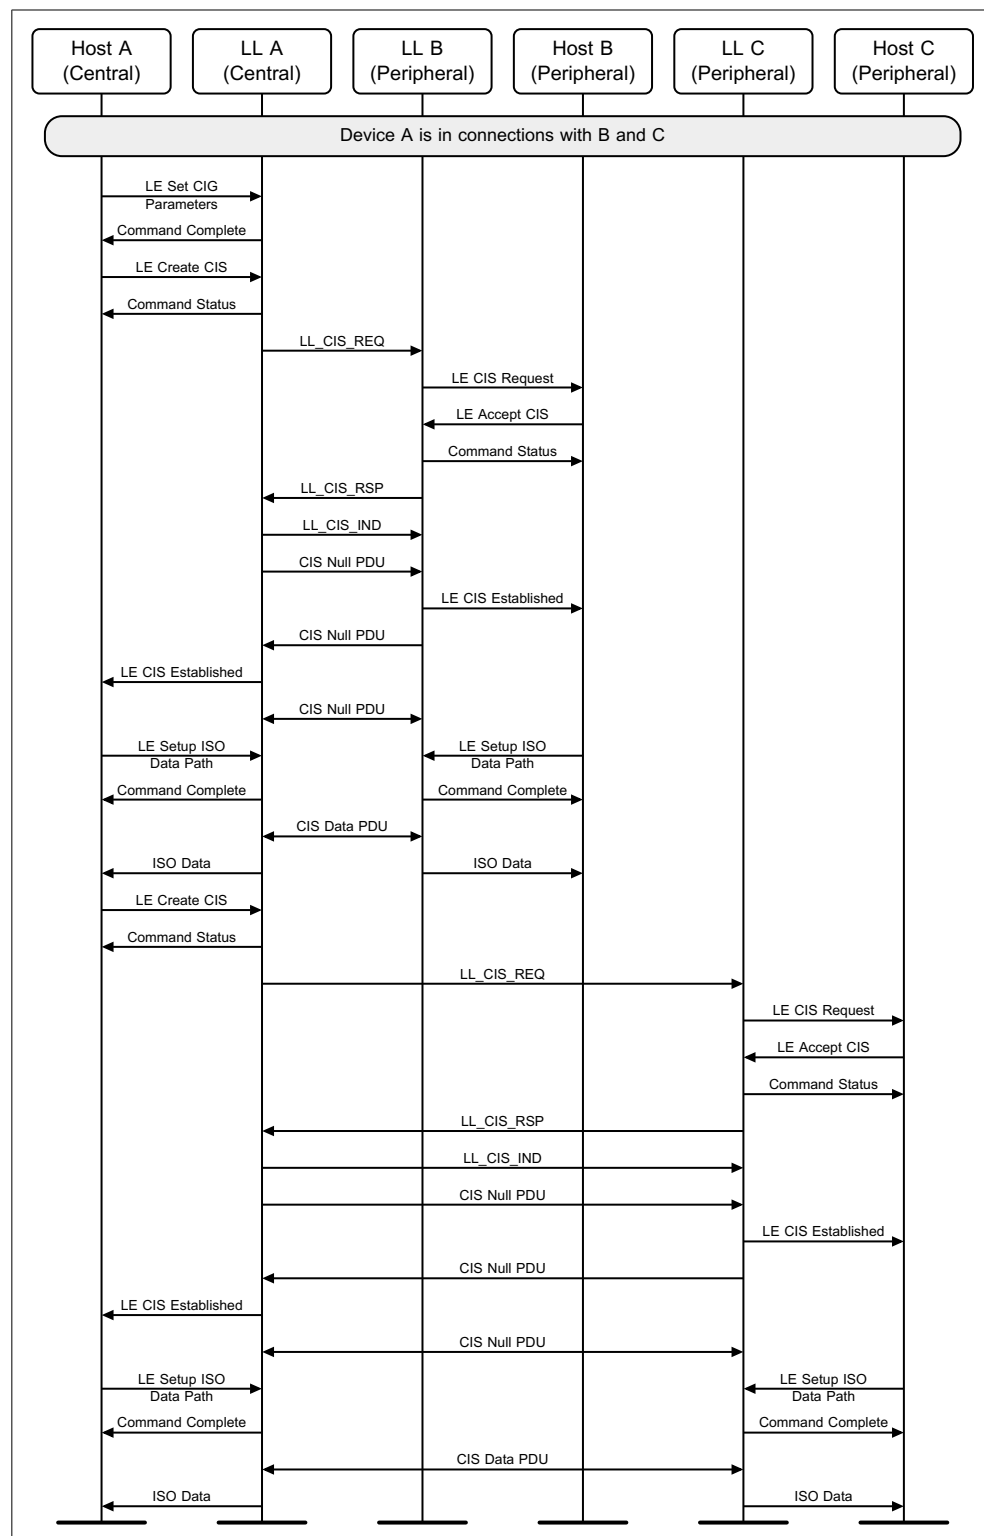 Host A
(Central)
LL A
(Central)
LL B
(Peripheral)
Host B
(Peripheral)
LL C
(Peripheral)
Host C
(Peripheral)
Device A is in connections with B and C
LE Set CIG
Parameters
Command Complete
LE Create CIS
Command Status
LL_CIS_REQ
LE CIS Request
LE Accept CIS
Command Status
LL_CIS_RSP
LL_CIS_IND
CIS Null PDU
LE CIS Established
CIS Null PDU
LE CIS Established
CIS Null PDU
LE Setup ISO
Data Path
LE Setup ISO
Data Path
Command Complete
Command Complete
CIS Data PDU
ISO Data
ISO Data
LE Create CIS
Command Status
LL_CIS_REQ
LE CIS Request
LE Accept CIS
Command Status
LL_CIS_RSP
LL_CIS_IND
CIS Null PDU
LE CIS Established
CIS Null PDU
LE CIS Established
CIS Null PDU
LE Setup ISO
Data Path
LE Setup ISO
Data Path
Command Complete
Command Complete
CIS Data PDU
ISO Data
ISO Data